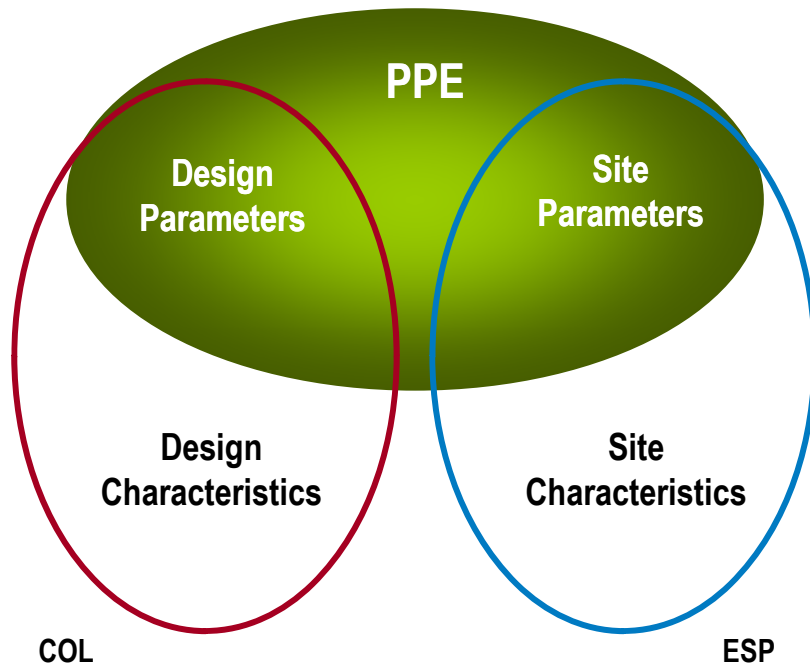 PPE
Design
Parameters
Site
Parameters
Design
Characteristics
Site
Characteristics
COL
ESP